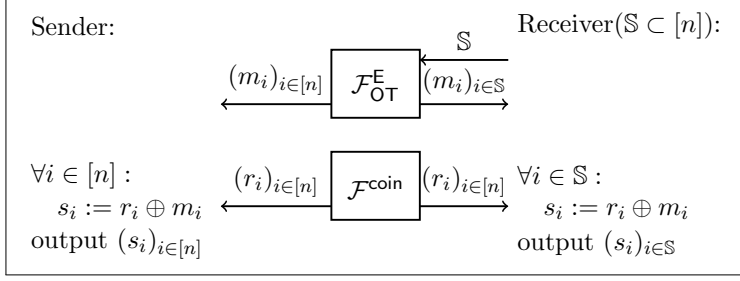 Sender:
Receiver(𝕊 ⊂ [n]):
𝕊
(m_i)_{i∈[n]}
ℱ^E_OT
(m_i)_{i∈𝕊}
∀i ∈ [n] :
s_i := r_i ⊕ m_i
output (s_i)_{i∈[n]}
(r_i)_{i∈[n]}
ℱ^coin
(r_i)_{i∈[n]}
∀i ∈ 𝕊 :
s_i := r_i ⊕ m_i
output (s_i)_{i∈𝕊}